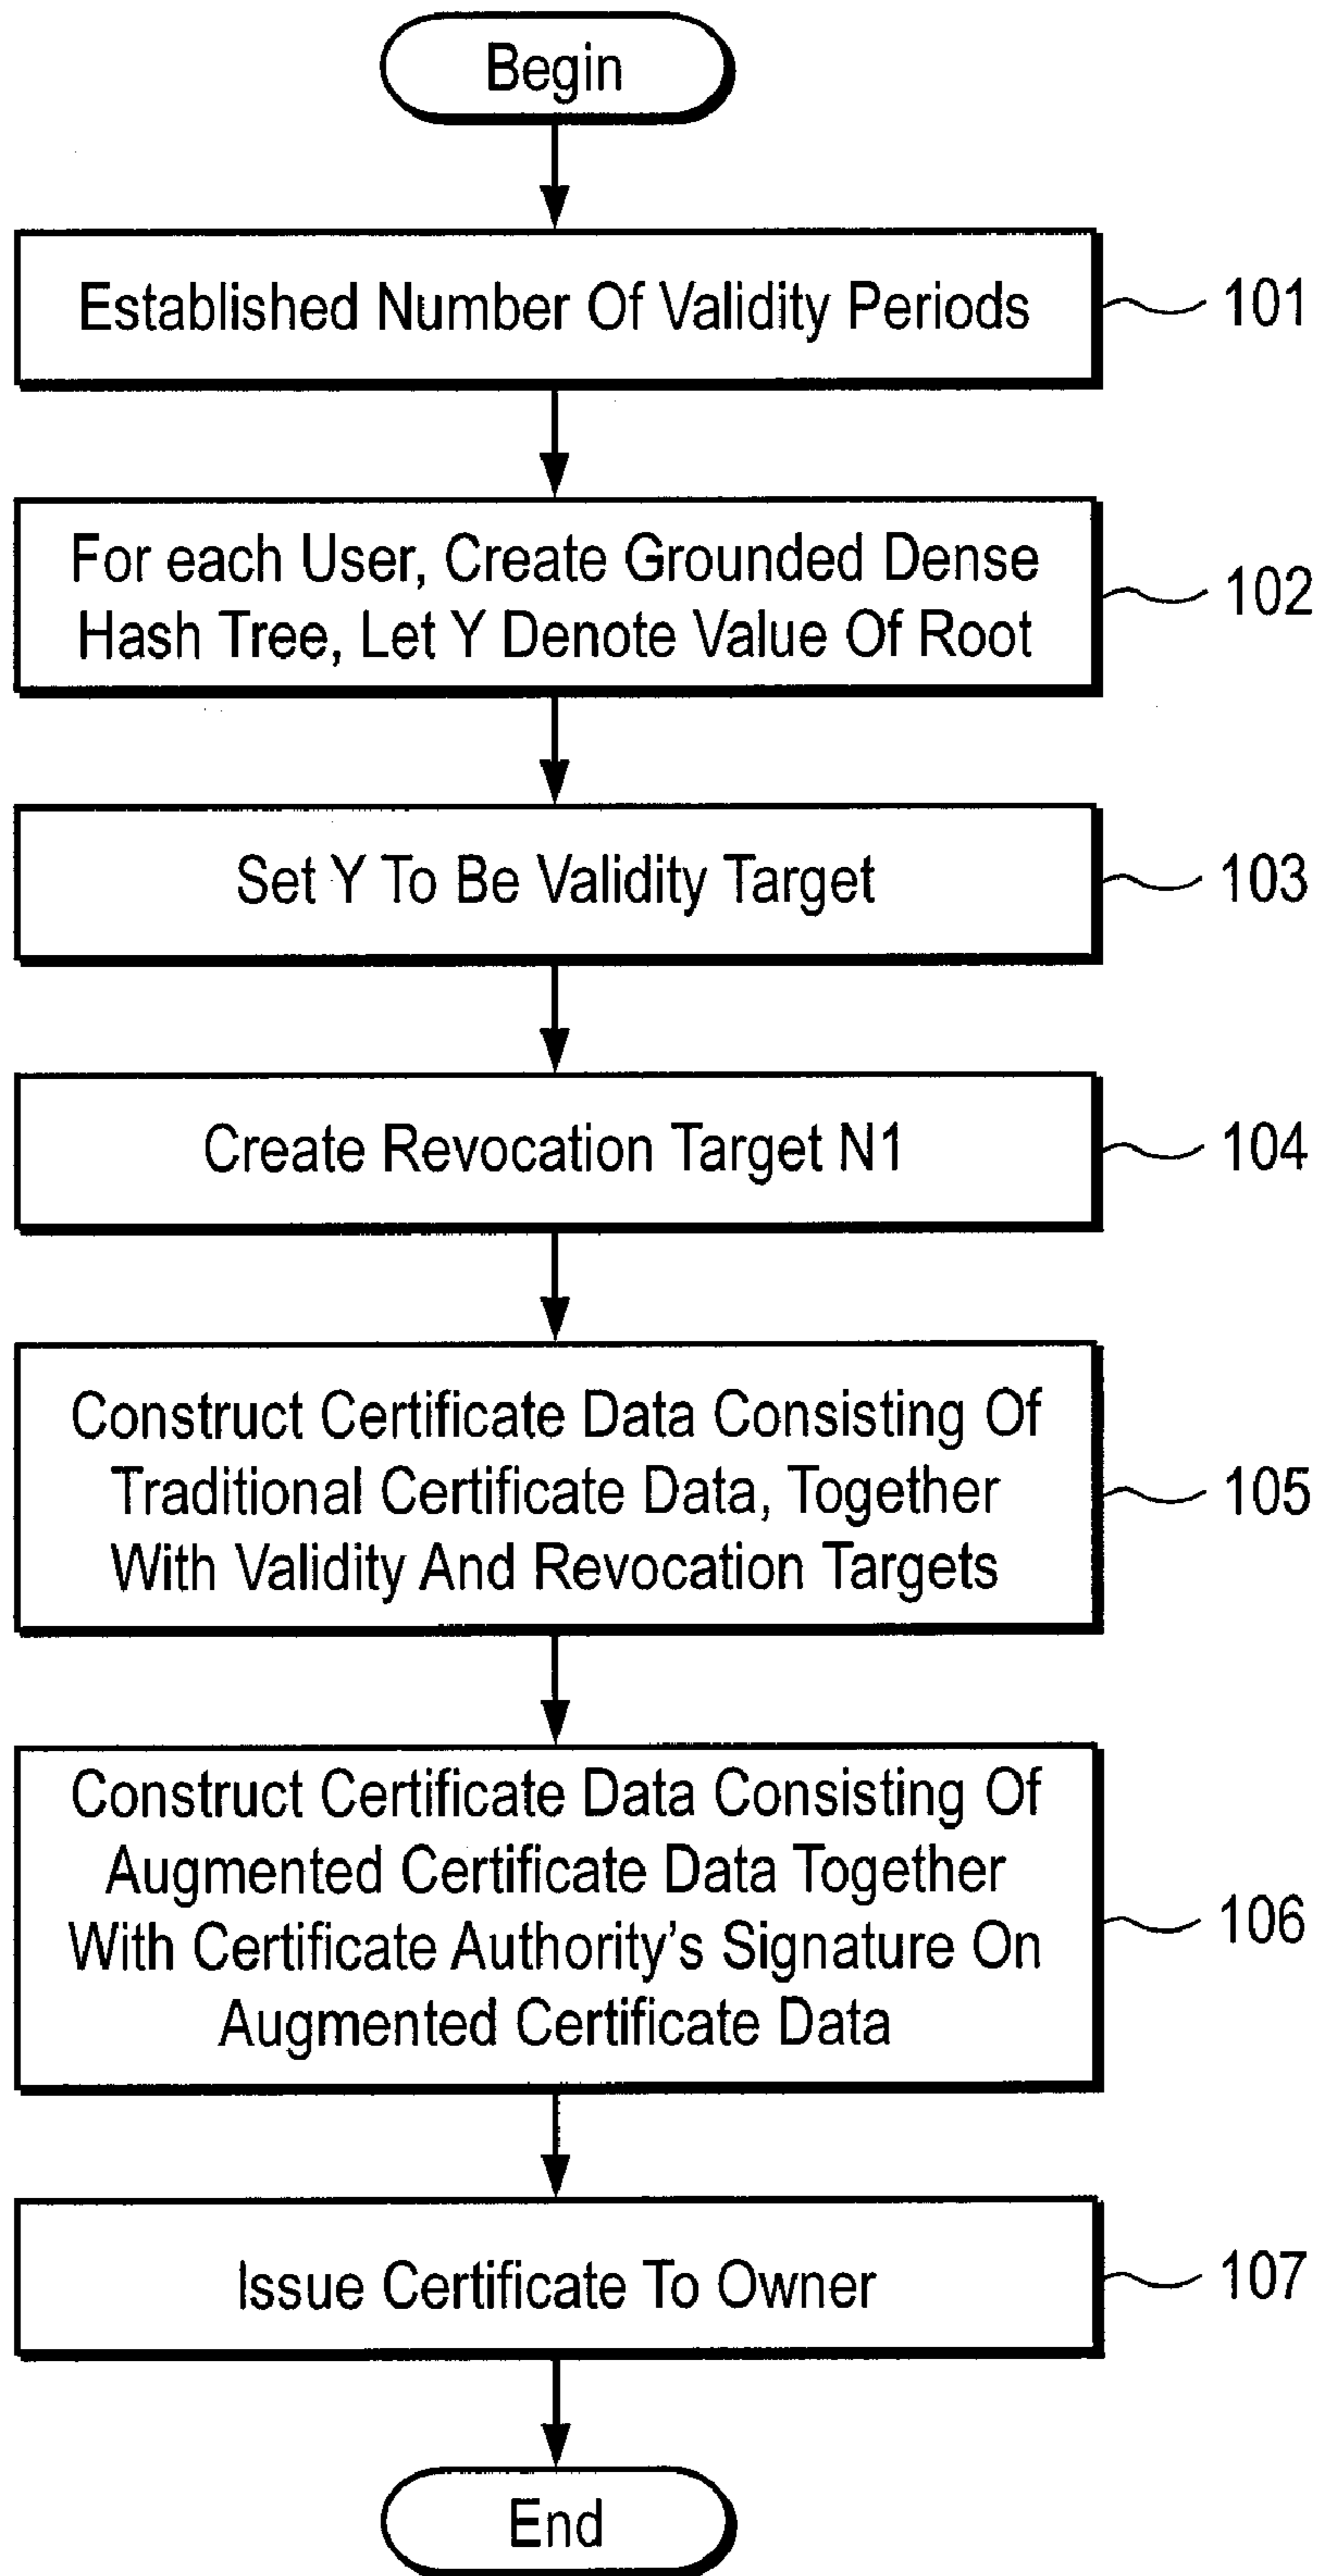 Begin
Established Number Of Validity Periods
101
For each User, Create Grounded Dense
Hash Tree, Let Y Denote Value Of Root
102
Set Y To Be Validity Target
103
Create Revocation Target N1
104
Construct Certificate Data Consisting Of
Traditional Certificate Data, Together
With Validity And Revocation Targets
105
Construct Certificate Data Consisting Of
Augmented Certificate Data Together
With Certificate Authority's Signature On
Augmented Certificate Data
106
Issue Certificate To Owner
107
End